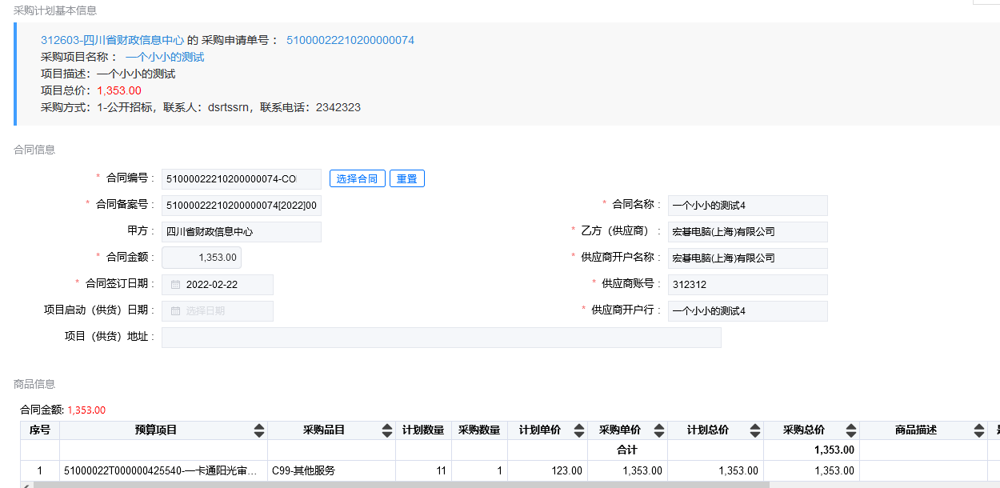 采购计划基本信息
312603-四川省财政信息中心 的 采购申请单号 : 51000022210200000074
采购项目名称 : 一个小小的测试
项目描述: 一个小小的测试
项目总价: 1,353.00
采购方式: 1-公开招标, 联系人: dsrtssrn, 联系电话: 2342323
合同信息
* 合同编号 : 51000022210200000074-CO 选择合同 重置
* 合同备案号 : 51000022210200000074[2022]00 * 合同名称 : 一个小小的测试4
甲方 : 四川省财政信息中心 * 乙方（供应商） : 宏碁电脑(上海)有限公司
* 合同金额 : 1,353.00 * 供应商开户名称 : 宏碁电脑(上海)有限公司
* 合同签订日期 : 2022-02-22 * 供应商账号 : 312312
项目启动（供货）日期 : 选择日期 * 供应商开户行 : 一个小小的测试4
项目（供货）地址 :
商品信息
合同金额: 1,353.00
序号 预算项目 采购品目 计划数量 采购数量 计划单价 采购单价 计划总价 采购总价 商品描述
合计 1,353.00
1 51000022T000000425540-一卡通阳光审... C99-其他服务 11 1 123.00 1,353.00 1,353.00 1,353.00